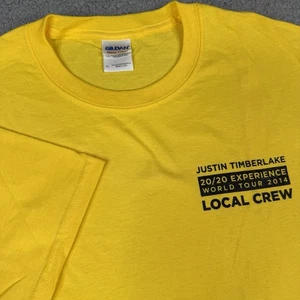 GILDAN
JUSTIN TIMBERLAKE
20/20 EXPERIENCE
WORLD TOUR 2014
LOCAL CREW